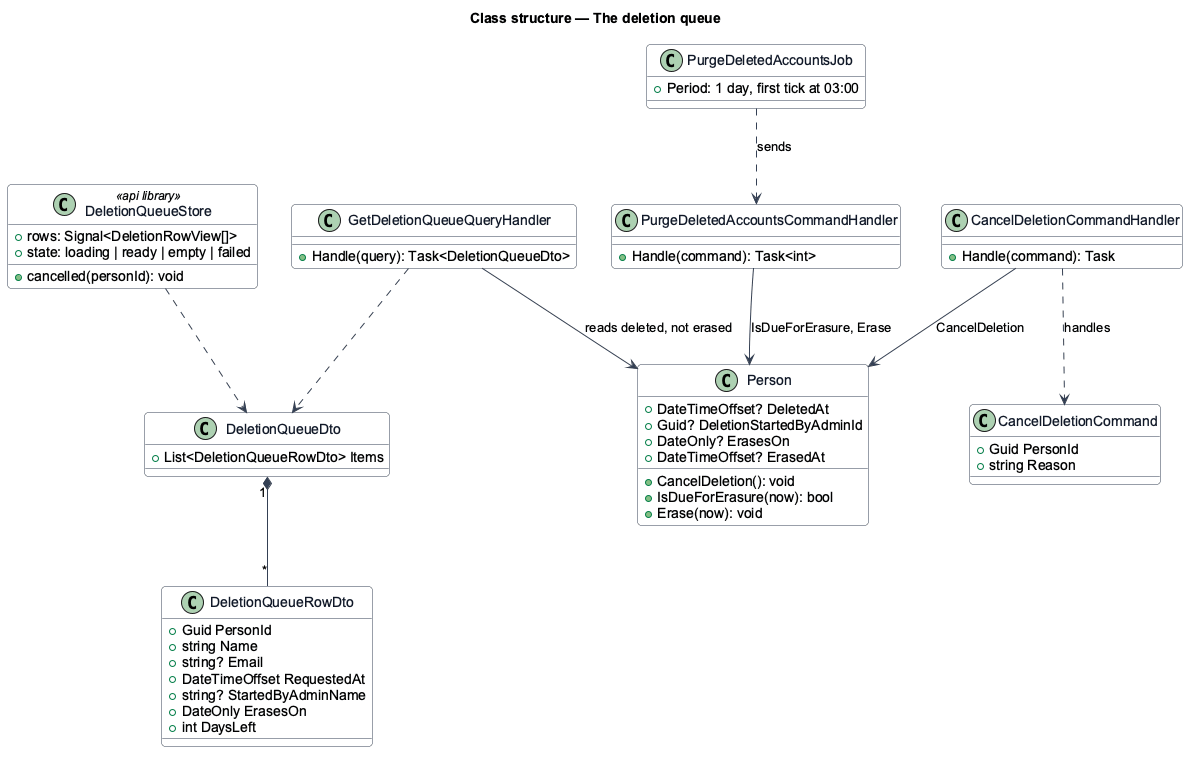 Class structure — The deletion queue
C PurgeDeletedAccountsJob
Period: 1 day, first tick at 03:00
sends
«api library»
C DeletionQueueStore
rows: Signal<DeletionRowView[]>
state: loading | ready | empty | failed
cancelled(personId): void
C GetDeletionQueueQueryHandler
Handle(query): Task<DeletionQueueDto>
C PurgeDeletedAccountsCommandHandler
Handle(command): Task<int>
C CancelDeletionCommandHandler
Handle(command): Task
reads deleted, not erased
IsDueForErasure, Erase
CancelDeletion
handles
C DeletionQueueDto
List<DeletionQueueRowDto> Items
C Person
DateTimeOffset? DeletedAt
Guid? DeletionStartedByAdminId
DateOnly? ErasesOn
DateTimeOffset? ErasedAt
CancelDeletion(): void
IsDueForErasure(now): bool
Erase(now): void
C CancelDeletionCommand
Guid PersonId
string Reason
1
*
C DeletionQueueRowDto
Guid PersonId
string Name
string? Email
DateTimeOffset RequestedAt
string? StartedByAdminName
DateOnly ErasesOn
int DaysLeft